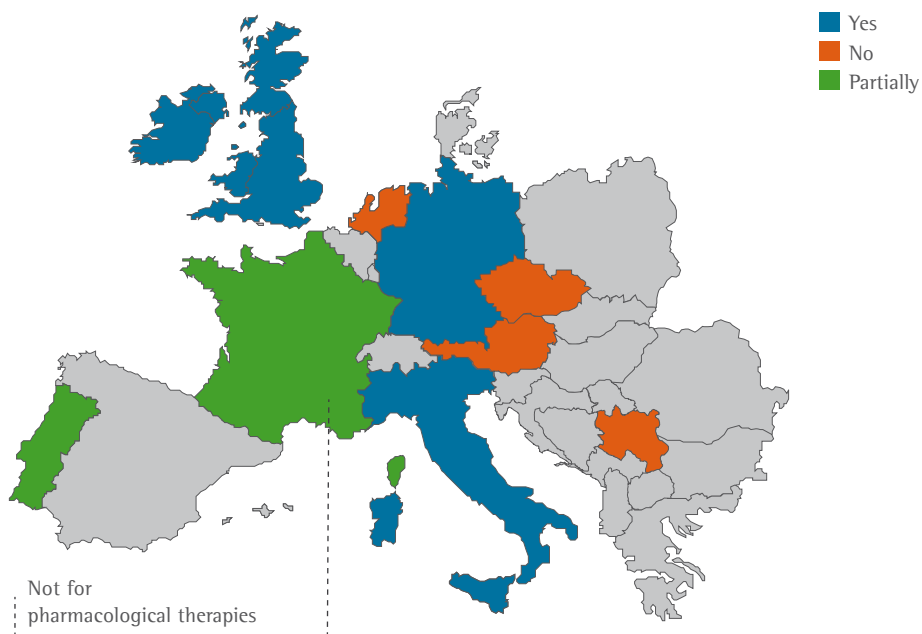 Yes
No
Partially
Not for
pharmacological therapies